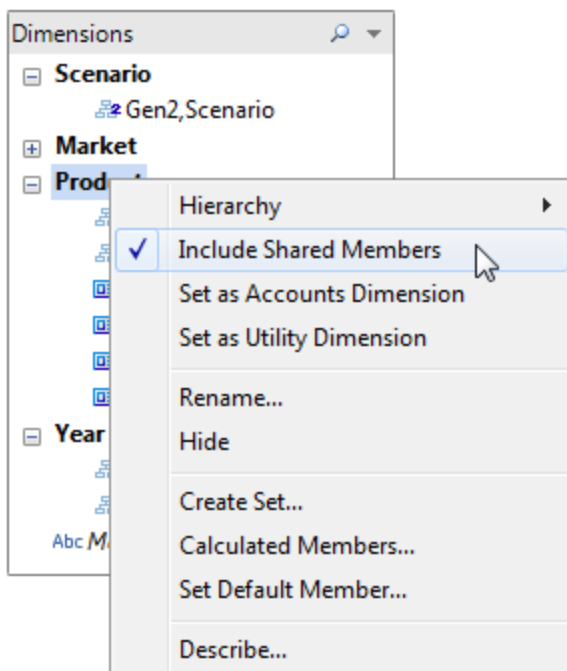 Dimensions
Scenario
Gen2,Scenario
Market
Hierarchy
Include Shared Members
Set as Accounts Dimension
Set as Utility Dimension
Rename...
Hide
Year
Create Set...
Abc
Calculated Members...
Set Default Member...
Describe...